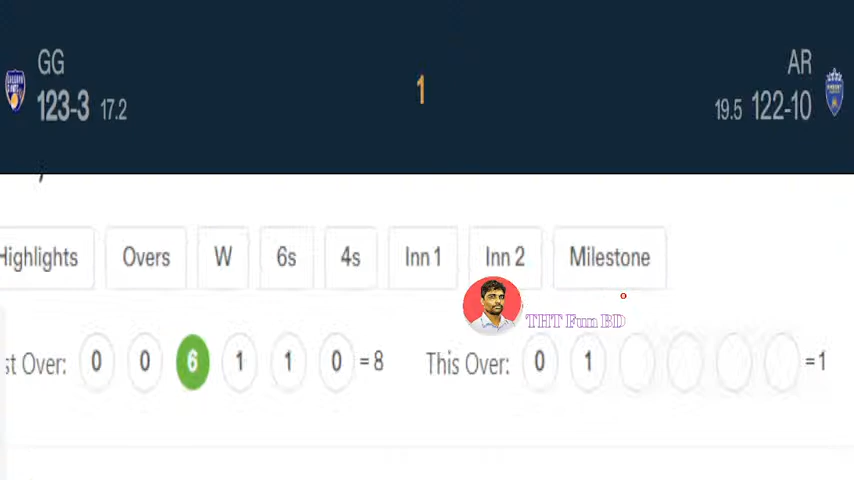 GG
123-3 17.2
1
AR
19.5 122-10
Highlights Overs W 6s 4s Inn 1 Inn 2 Milestone
THT Fun BD
st Over: 0 0 6 1 1 0 = 8 This Over: 0 1 =1